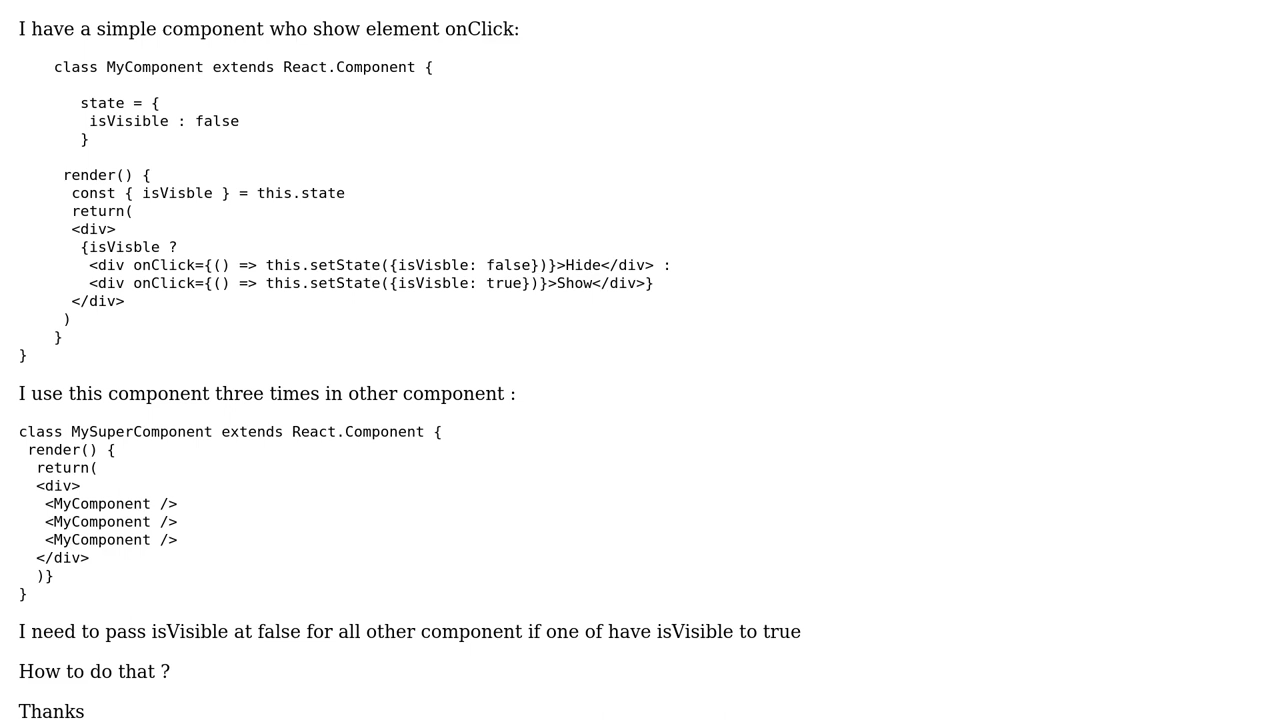 I have a simple component who show element onClick:
class MyComponent extends React.Component {
state = {
isVisible : false
}
render() {
const { isVisble } = this.state
return(
<div>
{isVisble ?
<div onClick={() => this.setState({isVisble: false})}>Hide</div> :
<div onClick={() => this.setState({isVisble: true})}>Show</div>}
</div>
)
}
}
I use this component three times in other component :
class MySuperComponent extends React.Component {
render() {
return(
<div>
<MyComponent />
<MyComponent />
<MyComponent />
</div>
)}
}
I need to pass isVisible at false for all other component if one of have isVisible to true
How to do that ?
Thanks